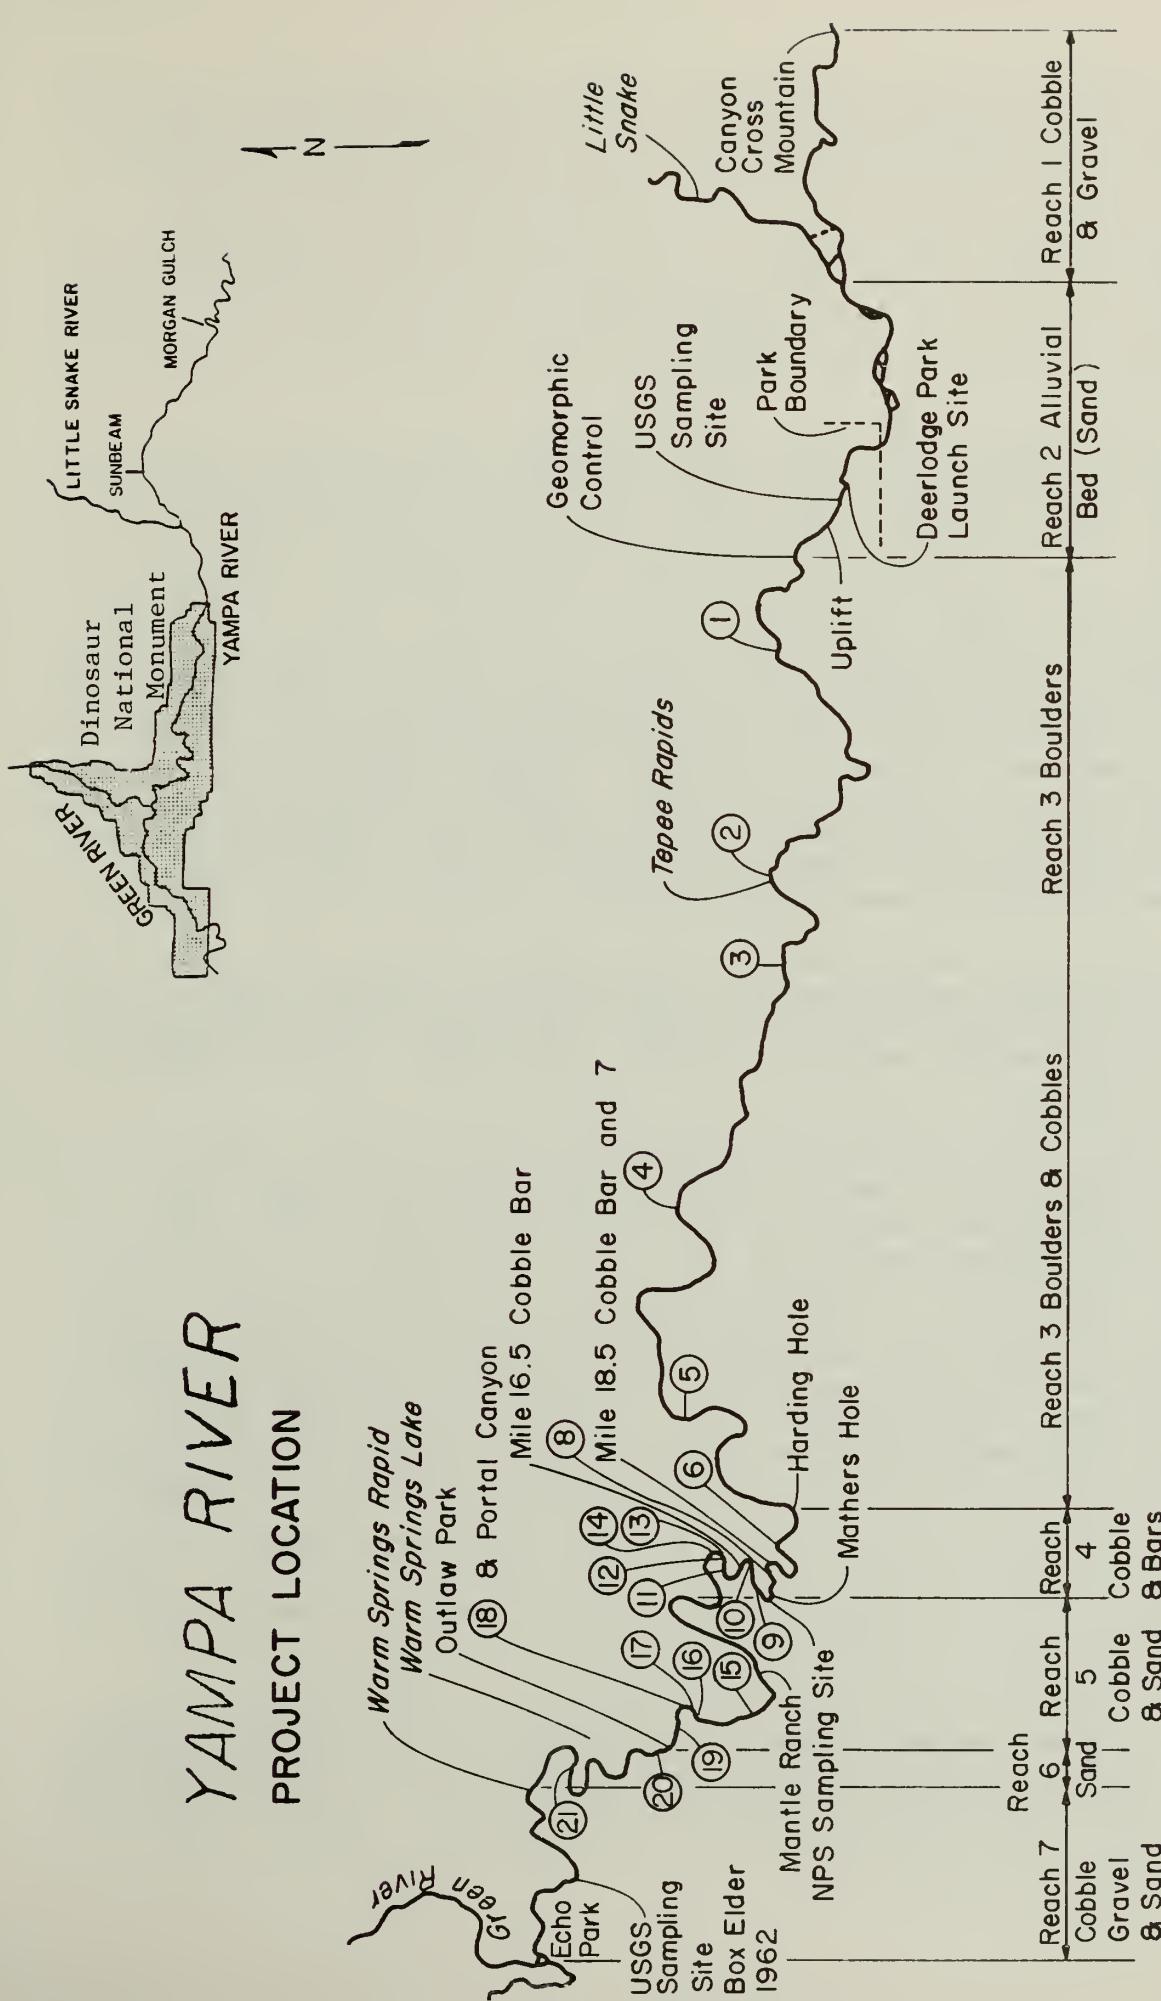 YAMPA RIVER
PROJECT LOCATION
LITTLE SNAKE RIVER
SUNBEAM
MORGAN GULCH
Dinosaur
National
Monument
GREEN RIVER
YAMPA RIVER
N
Warm Springs Rapid
Warm Springs Lake
Outlaw Park
18 & Portal Canyon
Mile 16.5 Cobble Bar
8
Mile 18.5 Cobble Bar and 7
4
Tepee Rapids
2
3
1
Geomorphic
Control
USGS
Sampling
Site
Park
Boundary
Little
Snake
Canyon
Cross
Mountain
Green River
Echo
Park
USGS
Sampling
Site
Box Elder
1962
21
20
19
17
16
15
14
13
12
11
10
9
6
5
Mantle Ranch
NPS Sampling Site
Mathers Hole
Harding Hole
Uplift
Deerlodge Park
Launch Site
Reach 7
Cobble
Gravel
& Sand
Reach
6
Sand
Reach
5
Cobble
& Sand
Reach
4
Cobble
& Bars
Reach 3 Boulders & Cobbles
Reach 3 Boulders
Reach 2 Alluvial
Bed (Sand)
Reach 1 Cobble
& Gravel